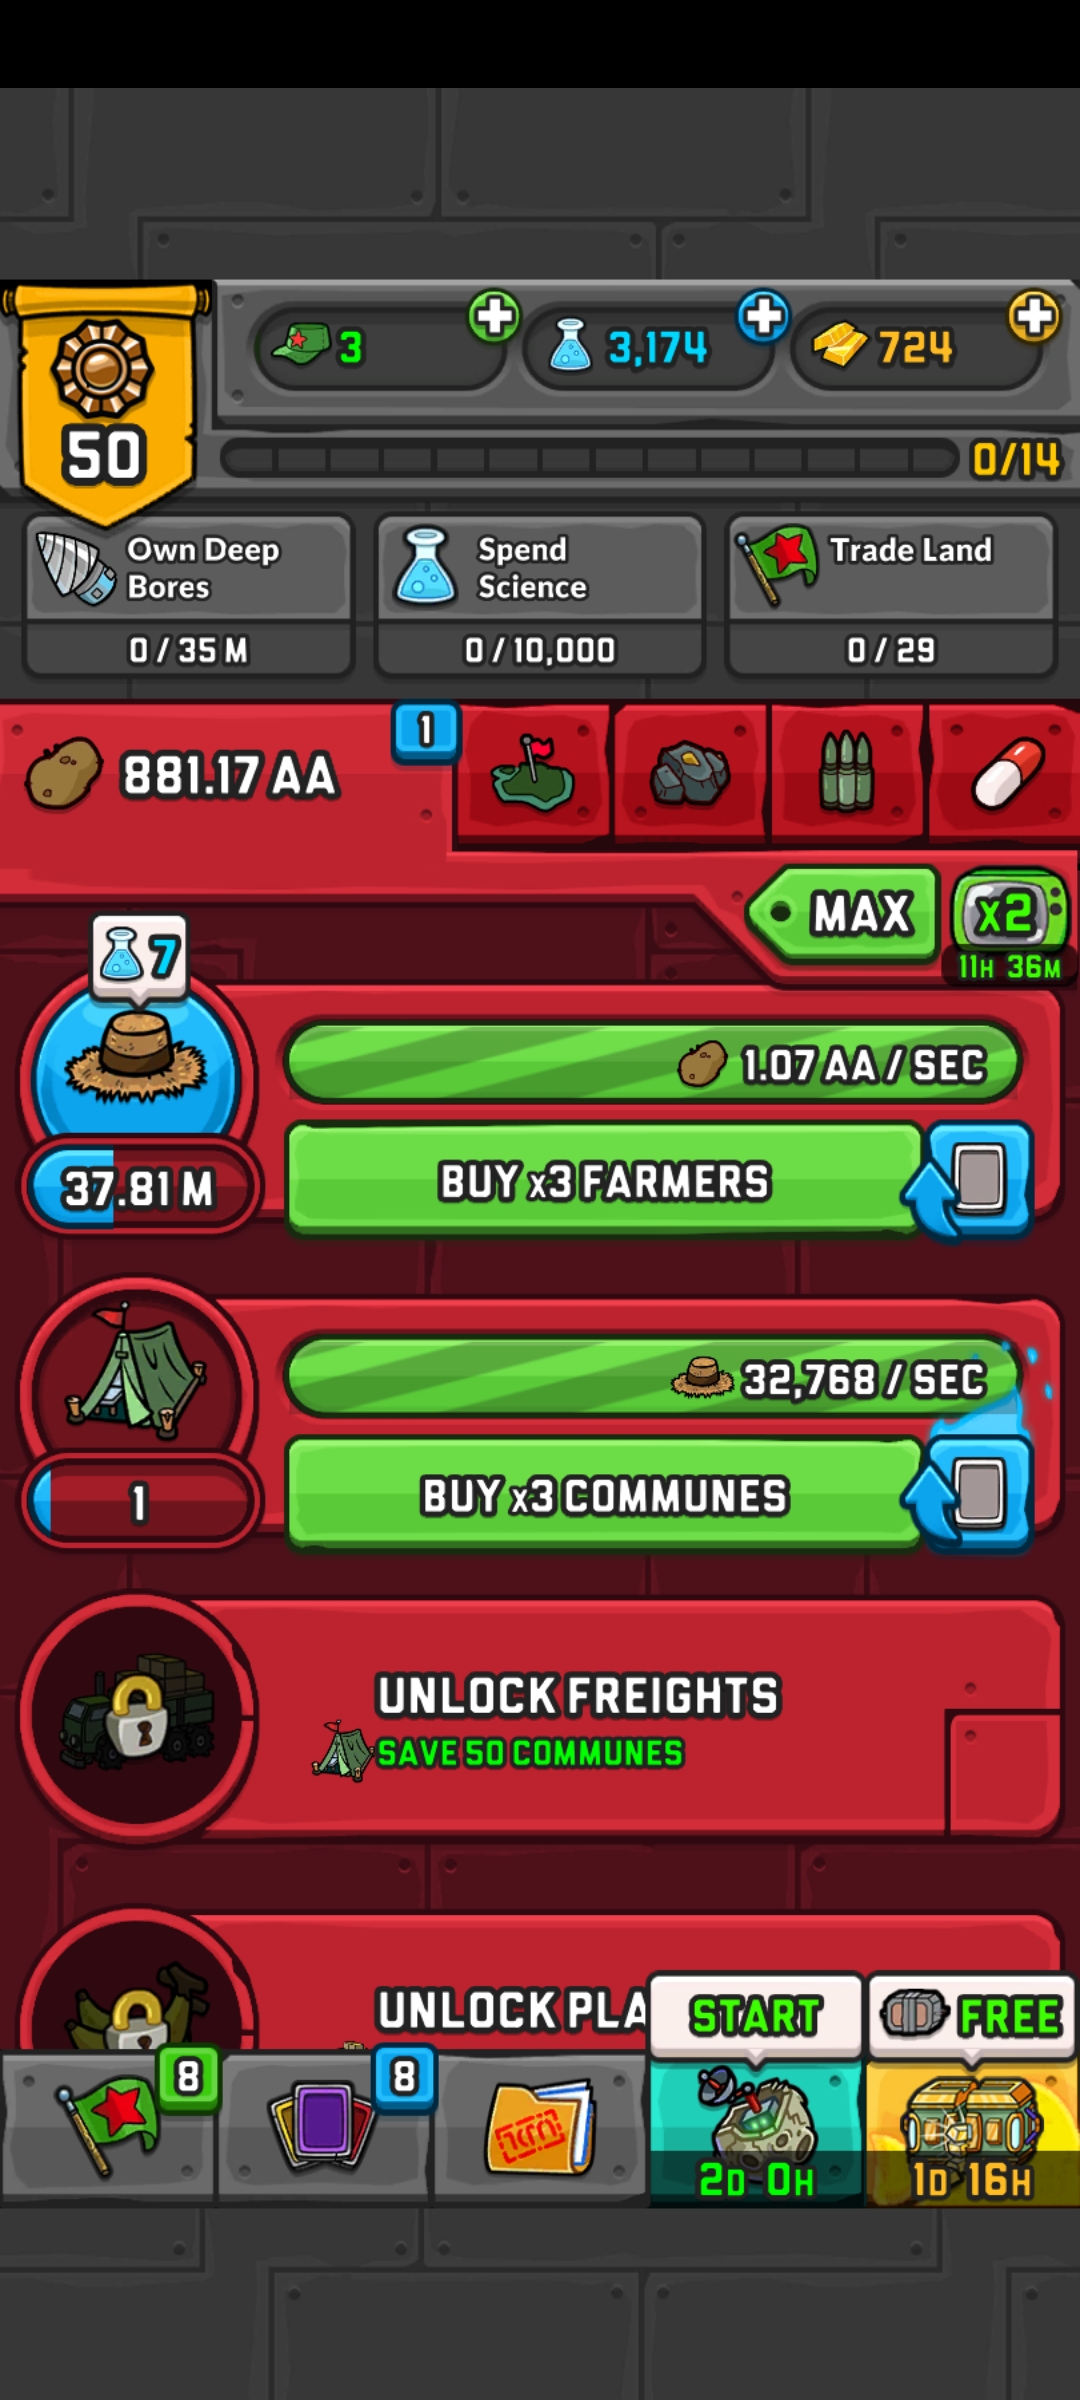 3
3,174
724
50
0/14
Own Deep
Bores
0 / 35 M
Spend
Science
0 / 10,000
Trade Land
0 / 29
881.17 AA
1
MAX
x2
11H 36M
7
1.07 AA / SEC
37.81 M
BUY x3 FARMERS
32,768 / SEC
1
BUY x3 COMMUNES
UNLOCK FREIGHTS
SAVE 50 COMMUNES
UNLOCK PLA
START
FREE
8
8
2D 0H
1D 16H